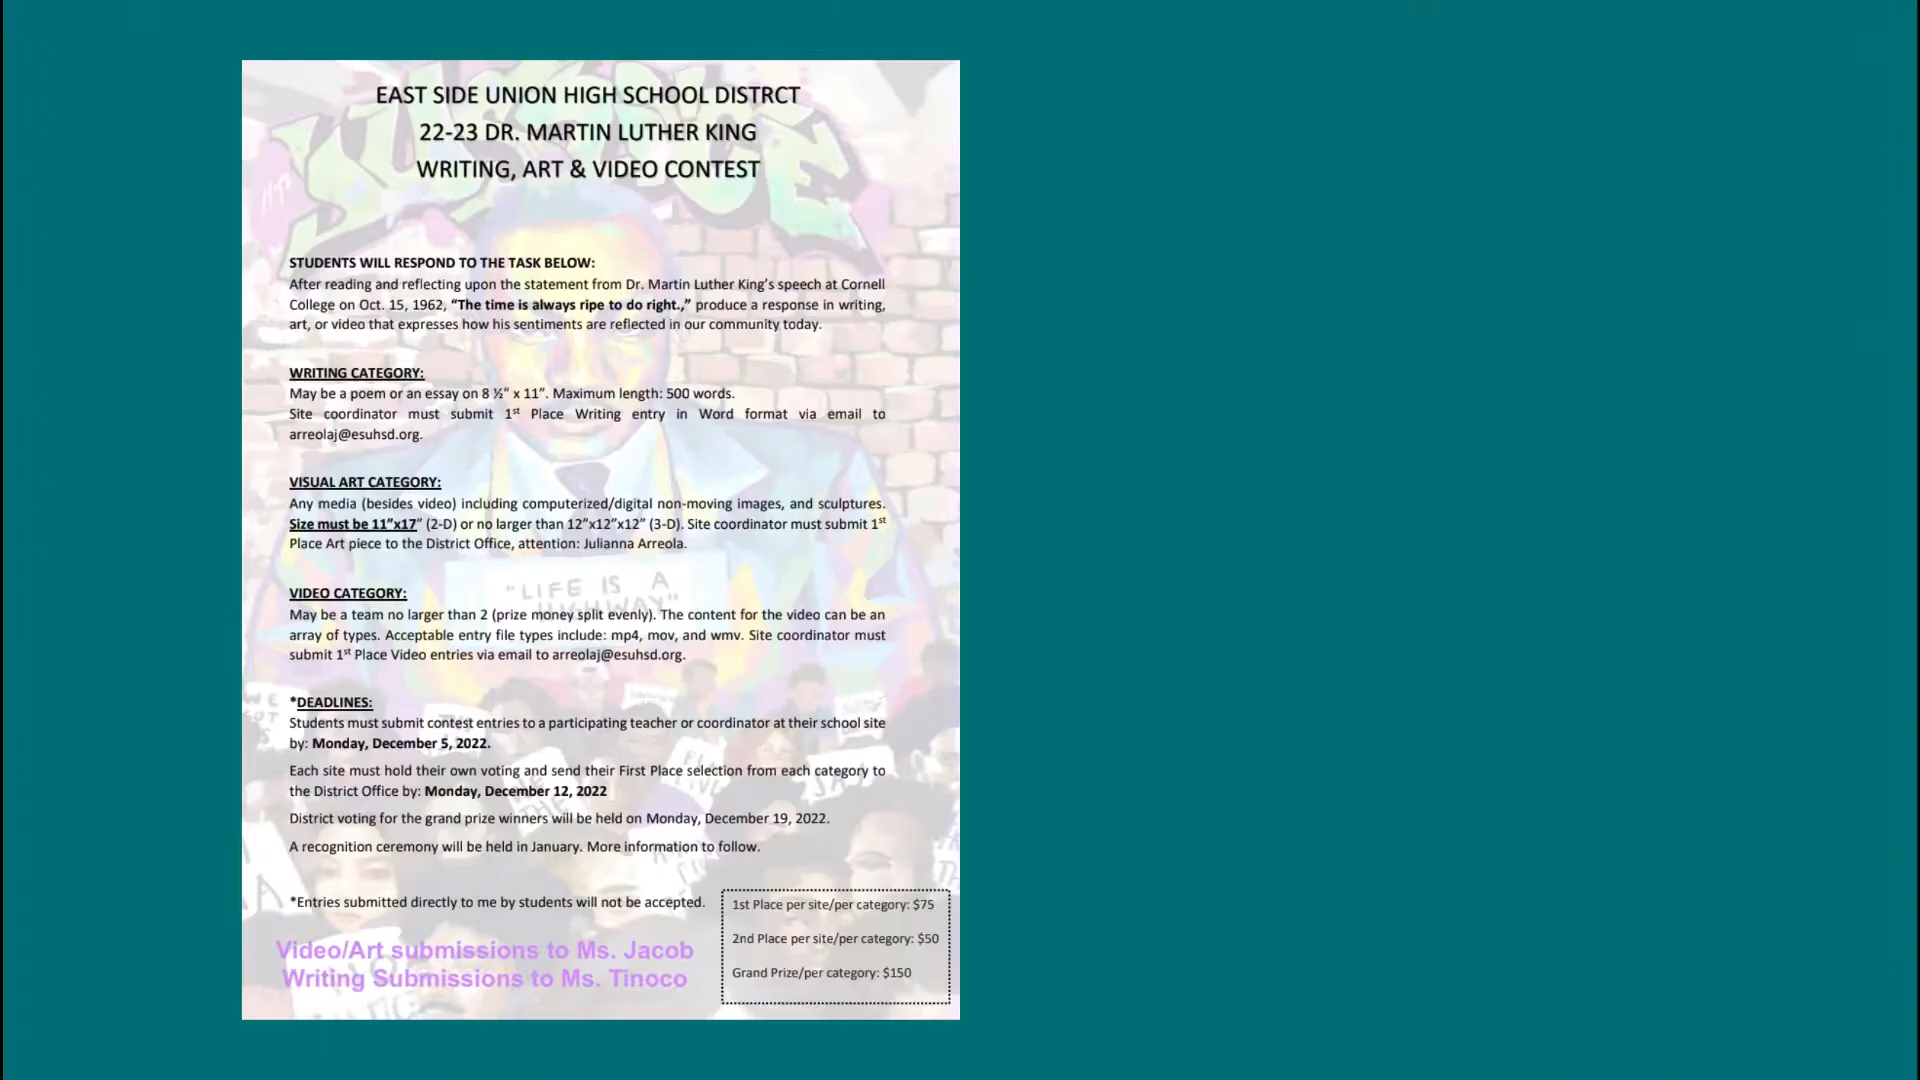 EAST SIDE UNION HIGH SCHOOL DISTRCT
22-23 DR. MARTIN LUTHER KING
WRITING, ART & VIDEO CONTEST
STUDENTS WILL RESPOND TO THE TASK BELOW:
After reading and reflecting upon the statement from Dr. Martin Luther King’s speech at Cornell
College on Oct. 15, 1962, “The time is always ripe to do right.,” produce a response in writing,
art, or video that expresses how his sentiments are reflected in our community today.
WRITING CATEGORY:
May be a poem or an essay on 8 ½” x 11”. Maximum length: 500 words.
Site coordinator must submit 1st Place Writing entry in Word format via email to
arreolaj@esuhsd.org.
VISUAL ART CATEGORY:
Any media (besides video) including computerized/digital non-moving images, and sculptures.
Size must be 11”x17” (2-D) or no larger than 12”x12”x12” (3-D). Site coordinator must submit 1st
Place Art piece to the District Office, attention: Julianna Arreola.
"LIFE IS A
HIGHWAY"
VIDEO CATEGORY:
May be a team no larger than 2 (prize money split evenly). The content for the video can be an
array of types. Acceptable entry file types include: mp4, mov, and wmv. Site coordinator must
submit 1st Place Video entries via email to arreolaj@esuhsd.org.
*DEADLINES:
Students must submit contest entries to a participating teacher or coordinator at their school site
by: Monday, December 5, 2022.
Each site must hold their own voting and send their First Place selection from each category to
the District Office by: Monday, December 12, 2022
District voting for the grand prize winners will be held on Monday, December 19, 2022.
A recognition ceremony will be held in January. More information to follow.
*Entries submitted directly to me by students will not be accepted.
Video/Art submissions to Ms. Jacob
Writing Submissions to Ms. Tinoco
1st Place per site/per category: $75
2nd Place per site/per category: $50
Grand Prize/per category: $150